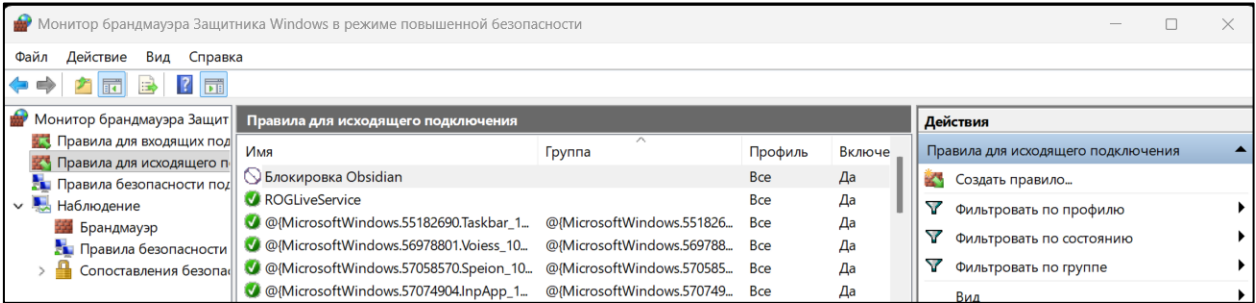 Монитор брандмауэра Защитника Windows в режиме повышенной безопасности
Файл Действие Вид Справка
Монитор брандмауэра Защит
Правила для входящих под
Правила для исходящего п
Правила безопасности под
Наблюдение
Брандмауэр
Правила безопасности
Сопоставления безопас
Правила для исходящего подключения
Имя Группа Профиль Включе
Блокировка Obsidian Все Да
ROGLiveService Все Да
@{MicrosoftWindows.55182690.Taskbar_1... @{MicrosoftWindows.551826... Все Да
@{MicrosoftWindows.56978801.Voiess_10... @{MicrosoftWindows.569788... Все Да
@{MicrosoftWindows.57058570.Speion_10... @{MicrosoftWindows.570585... Все Да
@{MicrosoftWindows.57074904.InpApp_1... @{MicrosoftWindows.570749... Все Да
Действия
Правила для исходящего подключения
Создать правило...
Фильтровать по профилю
Фильтровать по состоянию
Фильтровать по группе
Вид